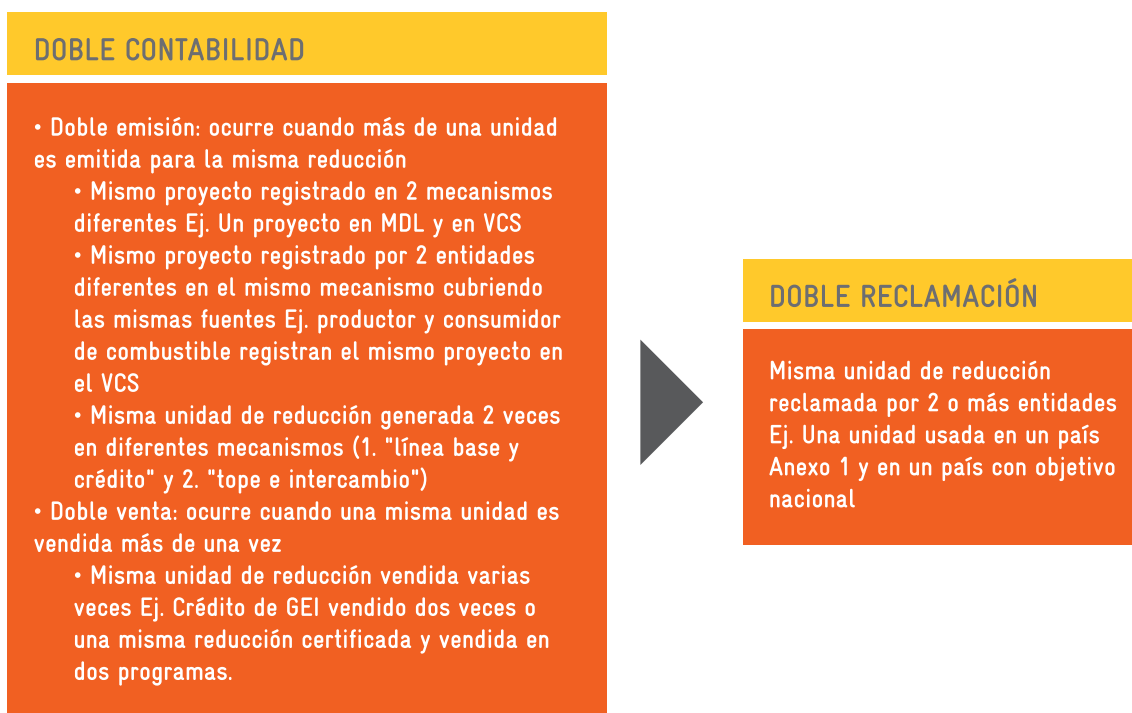 DOBLE CONTABILIDAD
• Doble emisión: ocurre cuando más de una unidad
es emitida para la misma reducción
• Mismo proyecto registrado en 2 mecanismos
diferentes Ej. Un proyecto en MDL y en VCS
• Mismo proyecto registrado por 2 entidades
diferentes en el mismo mecanismo cubriendo
las mismas fuentes Ej. productor y consumidor
de combustible registran el mismo proyecto en
el VCS
• Misma unidad de reducción generada 2 veces
en diferentes mecanismos (1. "línea base y
crédito" y 2. "tope e intercambio")
• Doble venta: ocurre cuando una misma unidad es
vendida más de una vez
• Misma unidad de reducción vendida varias
veces Ej. Crédito de GEI vendido dos veces o
una misma reducción certificada y vendida en
dos programas.
DOBLE RECLAMACIÓN
Misma unidad de reducción
reclamada por 2 o más entidades
Ej. Una unidad usada en un país
Anexo 1 y en un país con objetivo
nacional